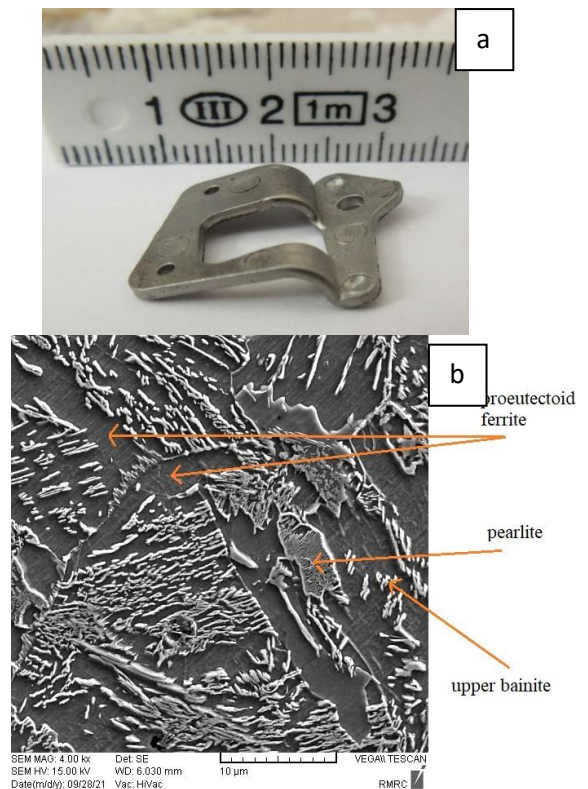 a
1 III 2 1m 3
b
proeutectoid
ferrite
pearlite
upper bainite
SEM MAG: 4.00 kx Det: SE VEGA\\ TESCAN
SEM HV: 15.00 kV WD: 6.030 mm 10 µm
Date(m/d/y): 09/28/21 Vac: HiVac RMRC